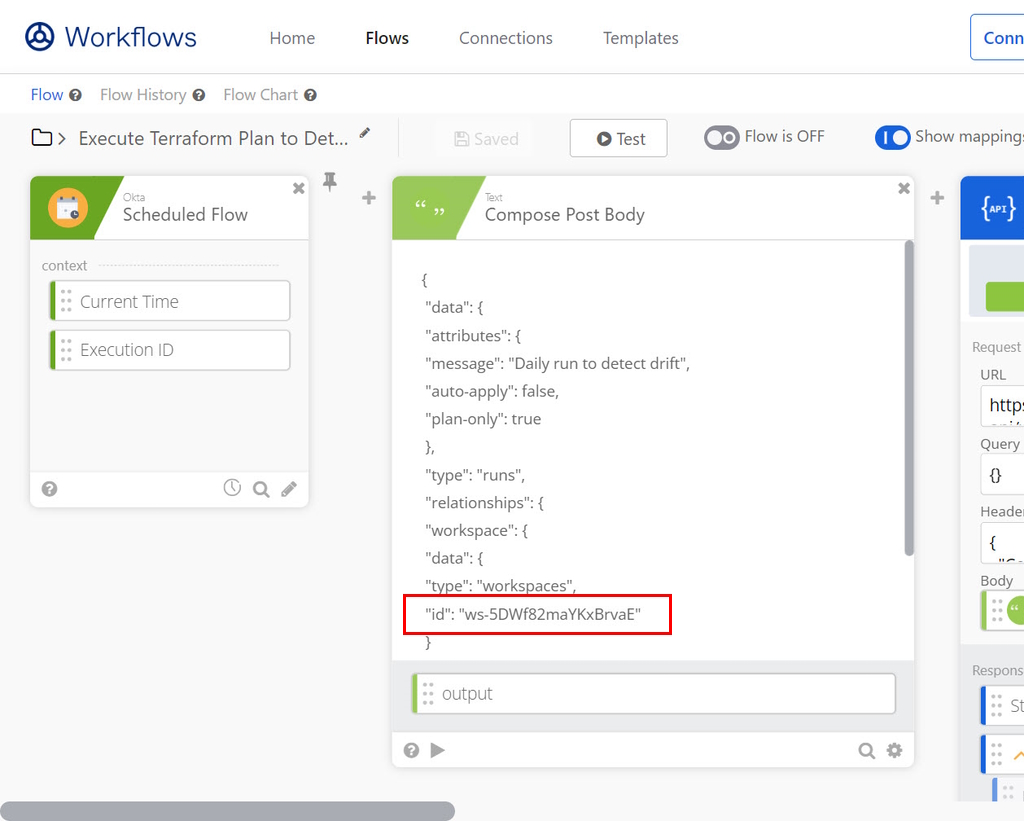 Workflows
Home
Flows
Connections
Templates
Conn
Flow
Flow History
Flow Chart
Execute Terraform Plan to Det...
Saved
Test
Flow is OFF
Show mappings
Okta
Scheduled Flow
context
Current Time
Execution ID
Text
Compose Post Body
{
"data": {
"attributes": {
"message": "Daily run to detect drift",
"auto-apply": false,
"plan-only": true
},
"type": "runs",
"relationships": {
"workspace": {
"data": {
"type": "workspaces",
"id": "ws-5DWf82maYKxBrvaE"
}
output
{API}
Request
URL
https
Query
{}
Header
{
Body
Respons
St